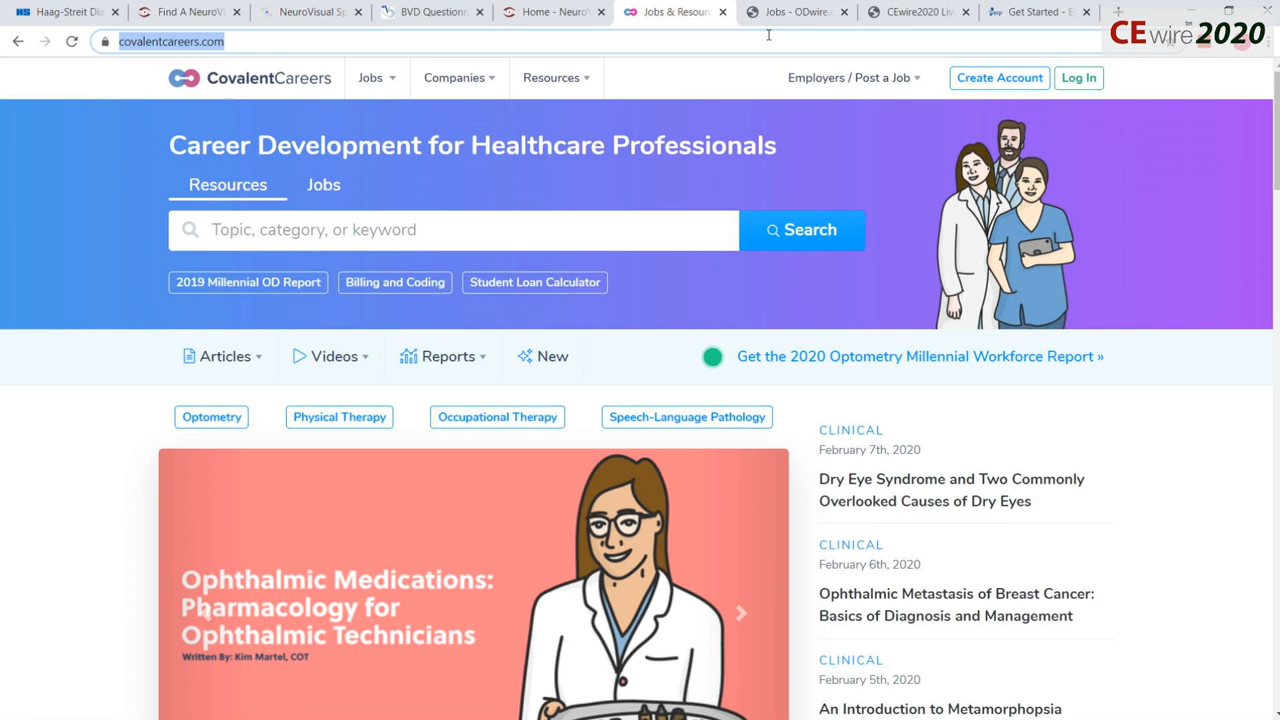 Haag-Streit Dia
Find A NeuroVi
NeuroVisual Sp
BVD Question
Home - NeuroV
Jobs & Resourc
Jobs - ODwire.c
CEwire2020 Liv
Get Started - E
CEwire™2020
covalentcareers.com
CovalentCareers
Jobs
Companies
Resources
Employers / Post a Job
Create Account
Log In
Career Development for Healthcare Professionals
Resources
Jobs
Topic, category, or keyword
Search
2019 Millennial OD Report
Billing and Coding
Student Loan Calculator
Articles
Videos
Reports
New
Get the 2020 Optometry Millennial Workforce Report »
Optometry
Physical Therapy
Occupational Therapy
Speech-Language Pathology
Ophthalmic Medications:
Pharmacology for
Ophthalmic Technicians
Written By: Kim Martel, COT
CLINICAL
February 7th, 2020
Dry Eye Syndrome and Two Commonly
Overlooked Causes of Dry Eyes
CLINICAL
February 6th, 2020
Ophthalmic Metastasis of Breast Cancer:
Basics of Diagnosis and Management
CLINICAL
February 5th, 2020
An Introduction to Metamorphopsia